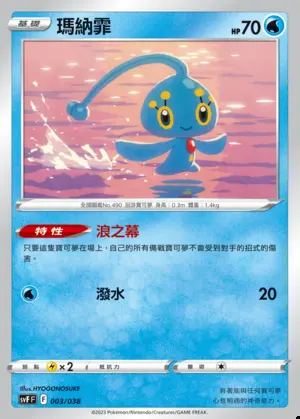 基礎
瑪納霏
HP70
全國圖鑑No.490 洄游寶可夢 身高：0.3m 體重：1.4kg
特性 浪之幕
只要這隻寶可夢在場上，自己的所有備戰寶可夢不會受到對手的招式的傷害。
潑水 20
弱點 ×2 抵抗力 撤退
Illus.HYOGONOSUKE
svF F F 003/038
©2023 Pokémon/Nintendo/Creatures/GAME FREAK.